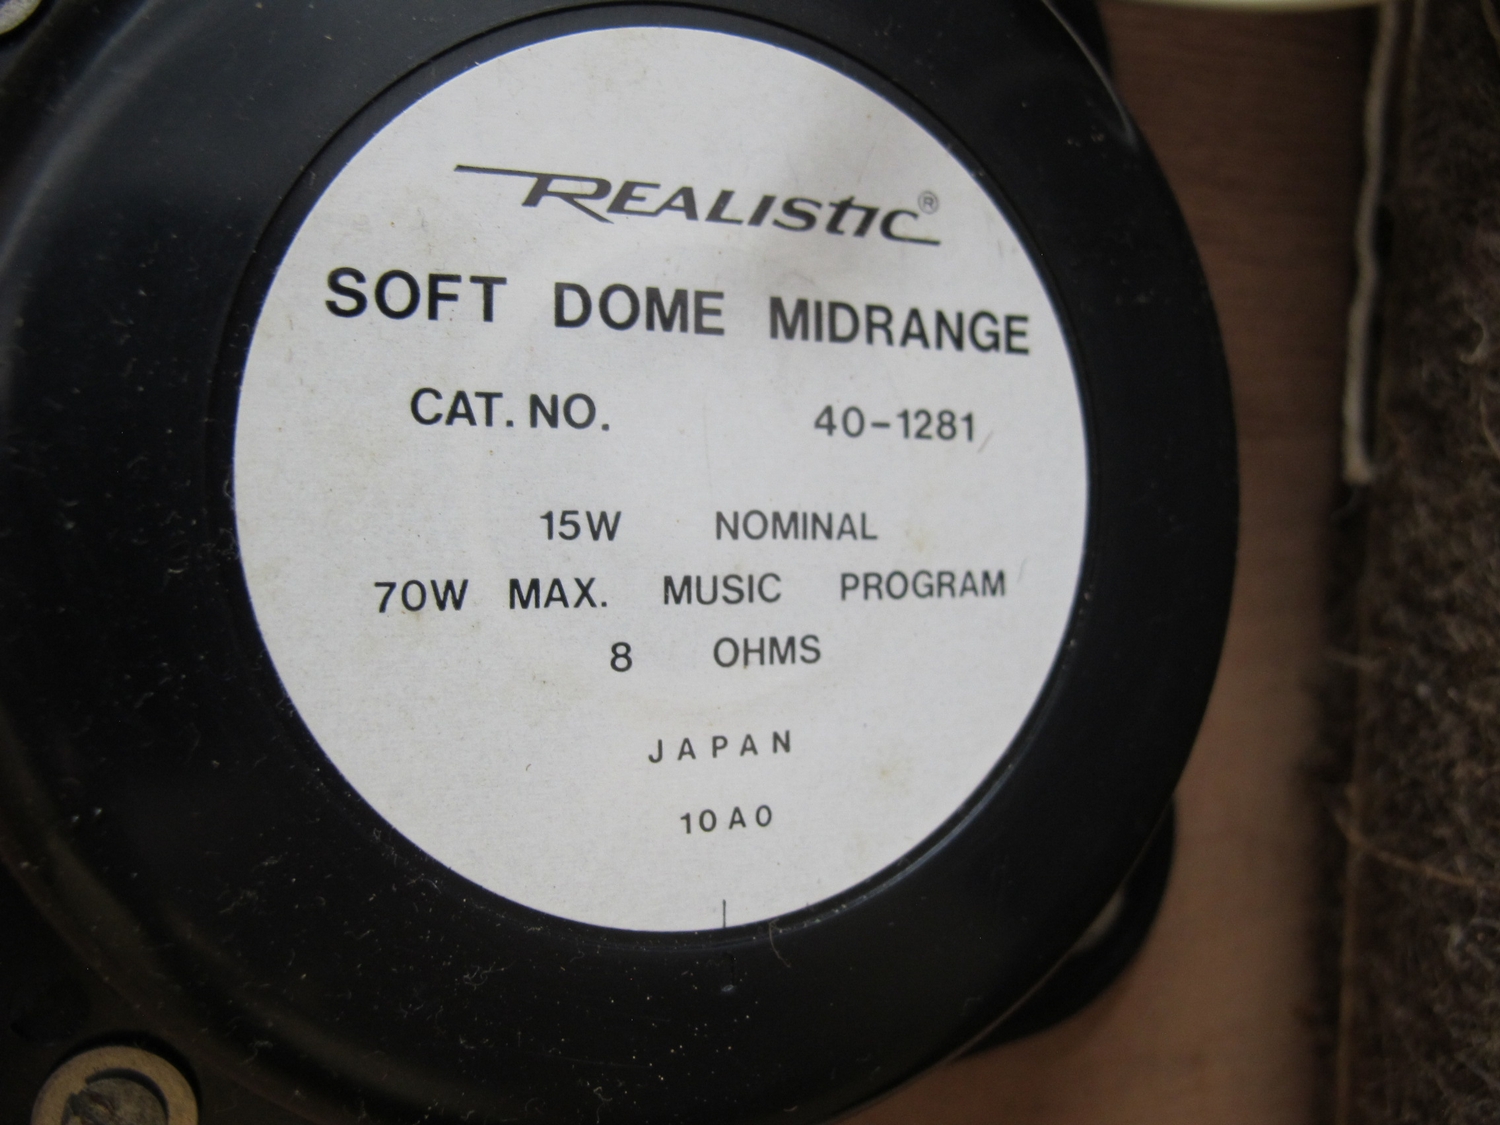 REALISTIC®
SOFT DOME MIDRANGE
CAT. NO. 40-1281
15W NOMINAL
70W MAX. MUSIC PROGRAM
8 OHMS
JAPAN
10A0